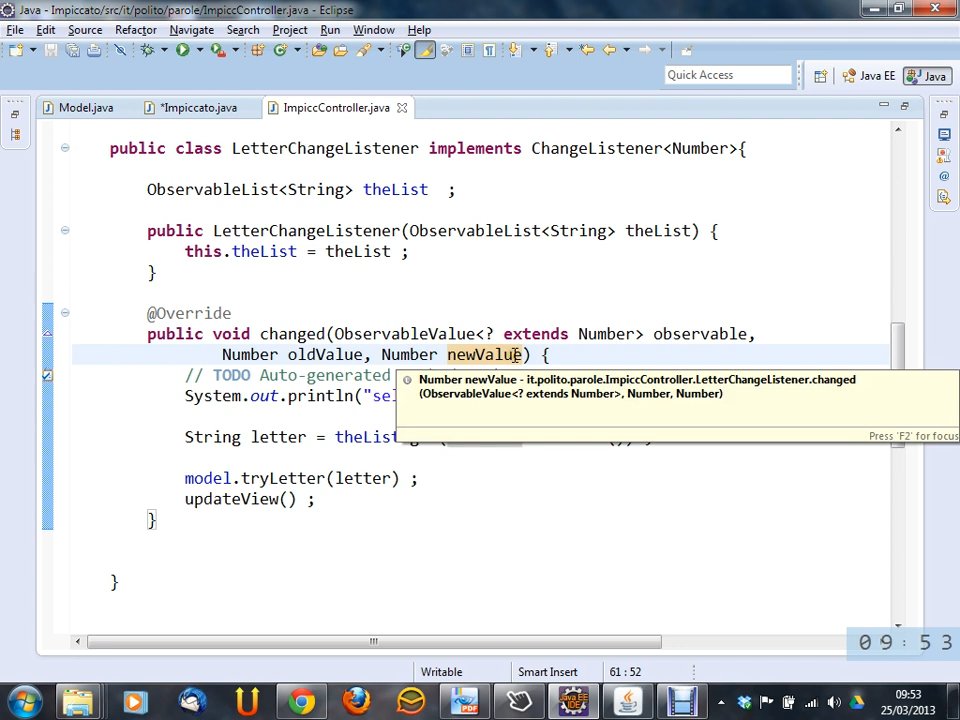 Java - Impiccato/src/it/polito/parole/ImpiccController.java - Eclipse
File Edit Source Refactor Navigate Search Project Run Window Help
Quick Access
Java EE
Java
Model.java
*Impiccato.java
ImpiccController.java
public class LetterChangeListener implements ChangeListener<Number>{
ObservableList<String> theList ;
public LetterChangeListener(ObservableList<String> theList) {
this.theList = theList ;
}
@Override
public void changed(ObservableValue<? extends Number> observable,
Number oldValue, Number newValue) {
// TODO Auto-generated
System.out.println("se
Number newValue - it.polito.parole.ImpiccController.LetterChangeListener.changed
(ObservableValue<? extends Number>, Number, Number)
Press 'F2' for focus
String letter = theList
model.tryLetter(letter) ;
updateView() ;
}
}
09:53
Writable
Smart Insert
61 : 52
09:53
25/03/2013